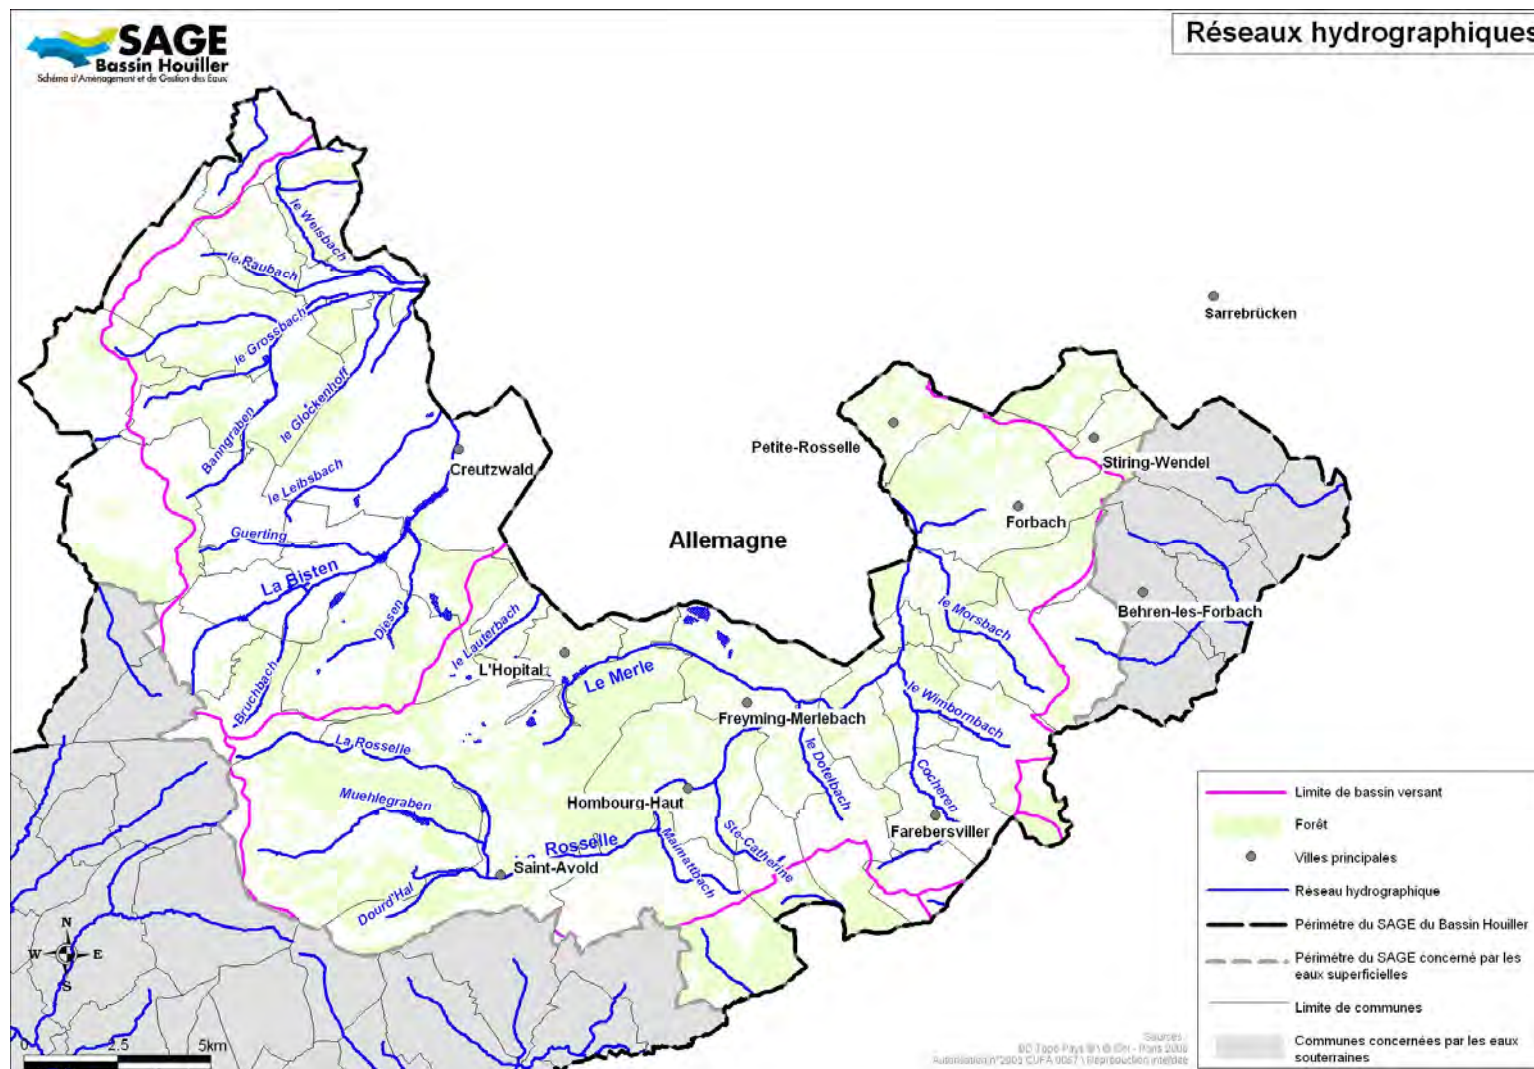 SAGE
Bassin Houiller
Schéma d'Aménagement et de Gestion des Eaux
Réseaux hydrographiques
le Weisbach
le Raubach
Sarrebrücken
le Grossbach
le Glockenhoff
Banngraben
Petite-Rosselle
Creutzwald
Stiring-Wendel
le Leibsbach
Forbach
Guerting
Allemagne
La Bisten
Behren-les-Forbach
Diesen
le Morsbach
le Lauterbach
L'Hopital
Le Merle
Bruchbach
le Wimbornbach
Freyming-Merlebach
La Rosselle
le Dotelbach
Cocheren
Muehlegraben
Hombourg-Haut
Farebersviller
Ste-Catherine
Rosselle
Maimattbach
Saint-Avold
Dourd'Hal
N
W
E
S
0
2.5
5km
Limite de bassin versant
Forêt
Villes principales
Réseau hydrographique
Périmètre du SAGE du Bassin Houiller
Périmètre du SAGE concerné par les
eaux superficielles
Limite de communes
Communes concernées par les eaux
souterraines
Sources :